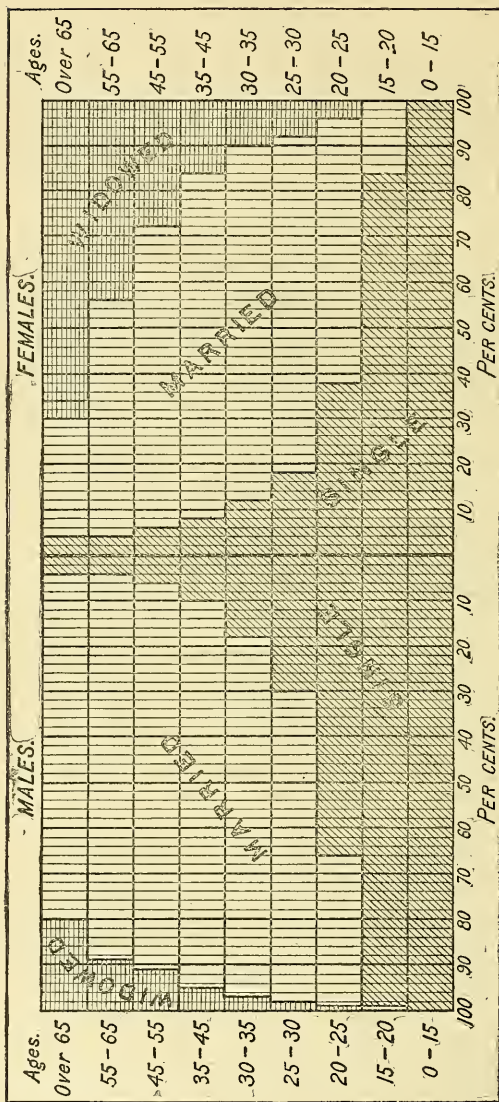 Ages. MALES. FEMALES. Ages.
Over 65 Over 65
55-65 WIDOWED WIDOWED 55-65
45-55 45-55
35-45 MARRIED MARRIED 35-45
30-35 30-35
25-30 25-30
20-25 SINGLE SINGLE 20-25
15-20 15-20
0-15 0-15
100 90 80 70 60 50 40 30 20 10 10 20 30 40 50 60 70 80 90 100
PER CENTS. PER CENTS.